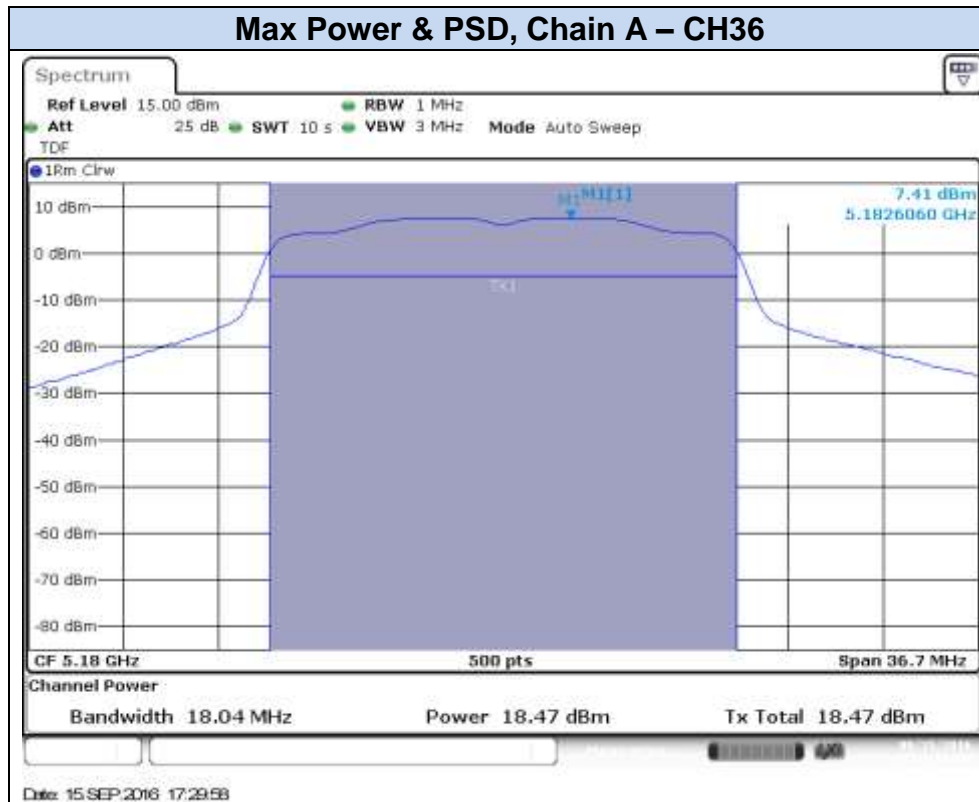 Max Power & PSD, Chain A – CH36
Spectrum
Ref Level 15.00 dBm RBW 1 MHz
Att 25 dB SWT 10 s VBW 3 MHz Mode Auto Sweep
TDF
1Rm Clrw
M1 M1[1] 7.41 dBm
5.1826060 GHz
10 dBm
0 dBm
TX1
-10 dBm
-20 dBm
-30 dBm
-40 dBm
-50 dBm
-60 dBm
-70 dBm
-80 dBm
CF 5.18 GHz 500 pts Span 36.7 MHz
Channel Power
Bandwidth 18.04 MHz Power 18.47 dBm Tx Total 18.47 dBm
Date: 15.SEP.2016 17:29:58